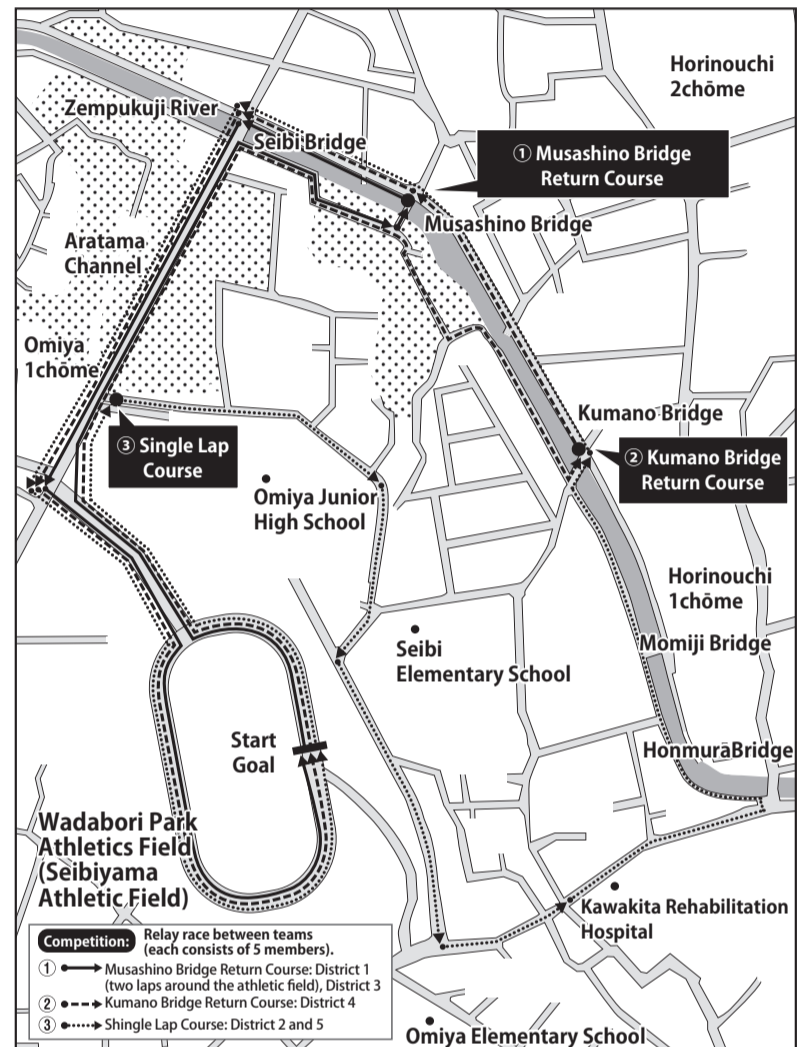 Horinouchi
2chōme
Zempukuji River
Seibi Bridge
① Musashino Bridge
Return Course
Musashino Bridge
Aratama
Channel
Omiya
1chōme
Kumano Bridge
③ Single Lap
Course
② Kumano Bridge
Return Course
Omiya Junior
High School
Horinouchi
1chōme
Seibi
Elementary School
Momiji Bridge
Start
Goal
HonmurāBridge
Wadabori Park
Athletics Field
(Seibiyama
Athletic Field)
Kawakita Rehabilitation
Hospital
Competition: Relay race between teams
(each consists of 5 members).
① Musashino Bridge Return Course: District 1
(two laps around the athletic field), District 3
② Kumano Bridge Return Course: District 4
③ Shingle Lap Course: District 2 and 5
Omiya Elementary School